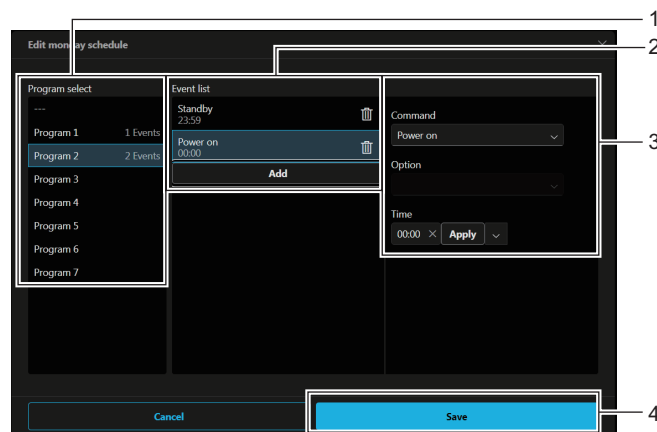 1
Edit monday schedule
2
Program select
---
Program 1 1 Events
Program 2 2 Events
Program 3
Program 4
Program 5
Program 6
Program 7
Event list
Standby
23:59
Power on
00:00
Add
Command
Power on
3
Option
Time
00:00 Apply
Cancel
Save
4